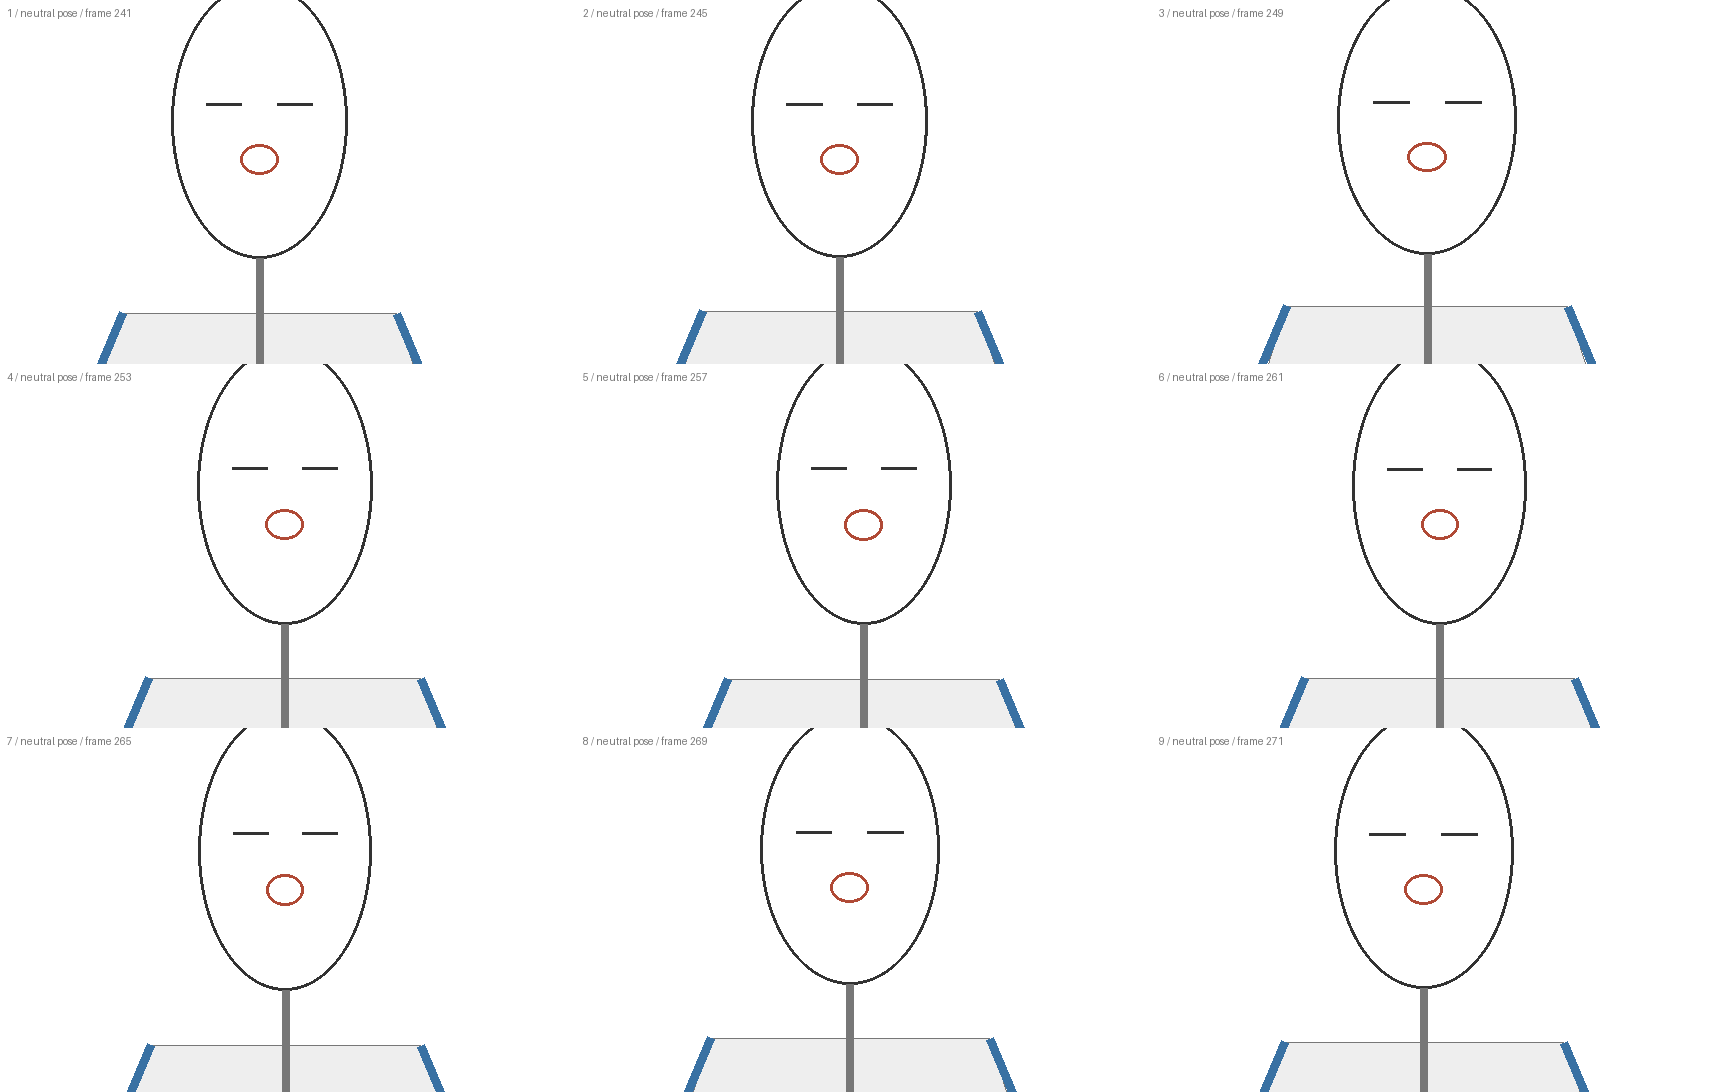 1 / neutral pose / frame 241
2 / neutral pose / frame 245
3 / neutral pose / frame 249
4 / neutral pose / frame 253
5 / neutral pose / frame 257
6 / neutral pose / frame 261
7 / neutral pose / frame 265
8 / neutral pose / frame 269
9 / neutral pose / frame 271